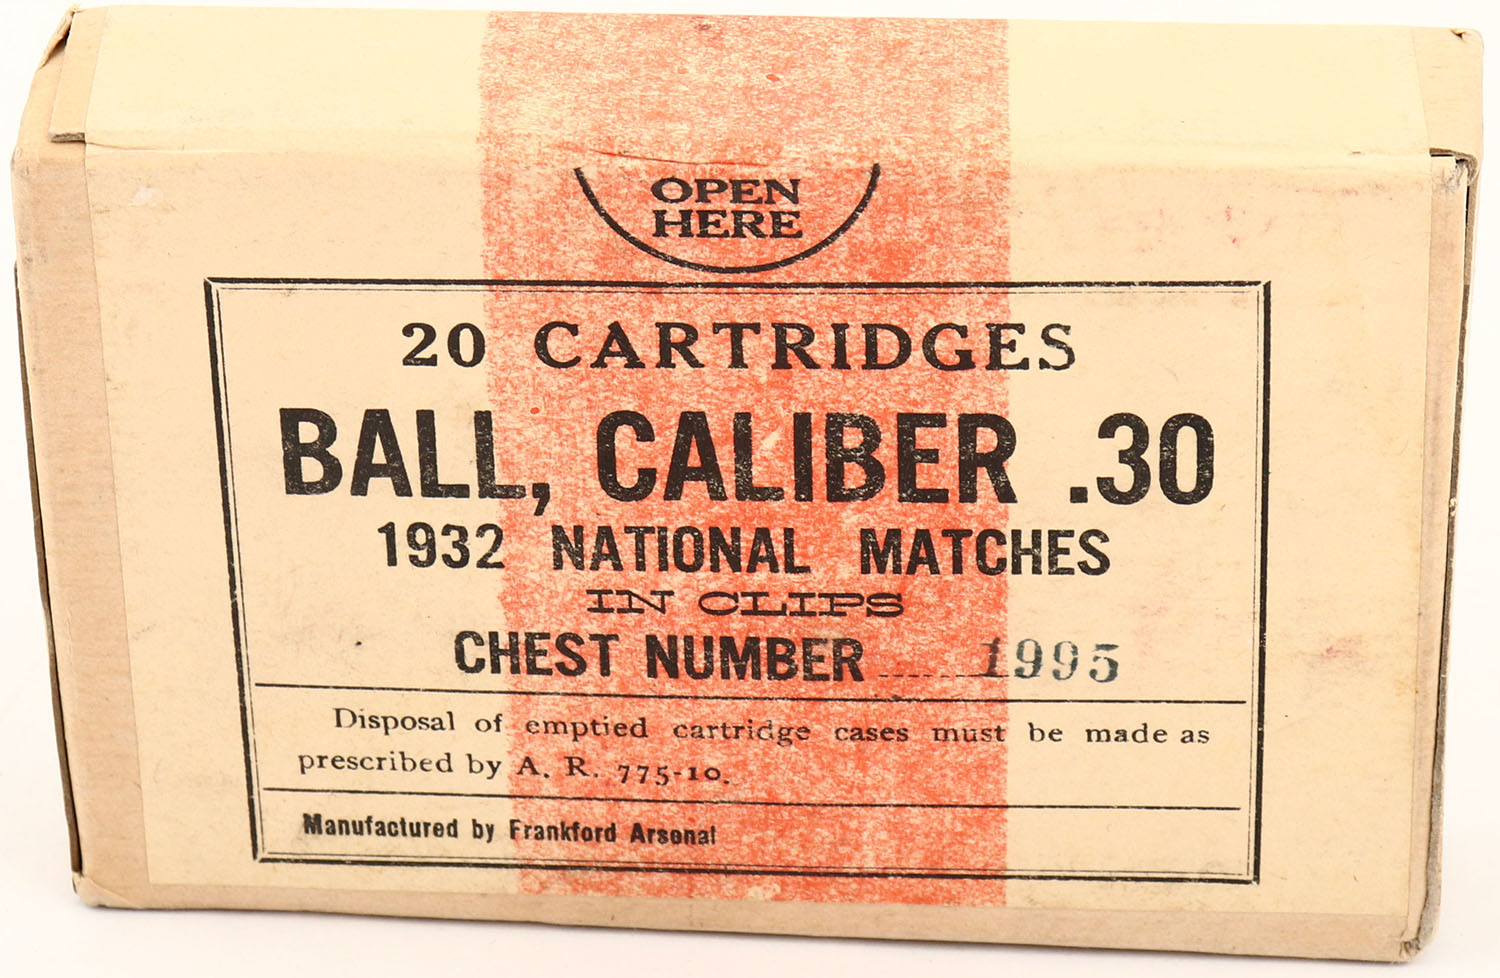 OPEN
HERE
20 CARTRIDGES
BALL, CALIBER .30
1932 NATIONAL MATCHES
IN CLIPS
CHEST NUMBER ........1995
Disposal of emptied cartridge cases must be made as
prescribed by A. R. 775-10.
Manufactured by Frankford Arsenal